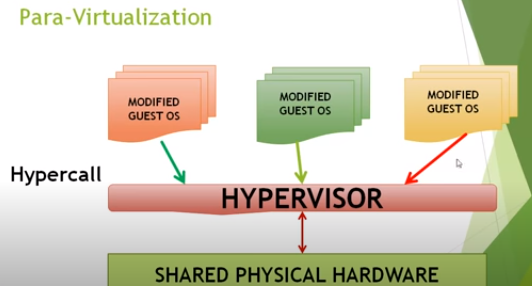 Para-Virtualization
MODIFIED
GUEST OS
MODIFIED
GUEST OS
MODIFIED
GUEST OS
Hypercall
HYPERVISOR
SHARED PHYSICAL HARDWARE